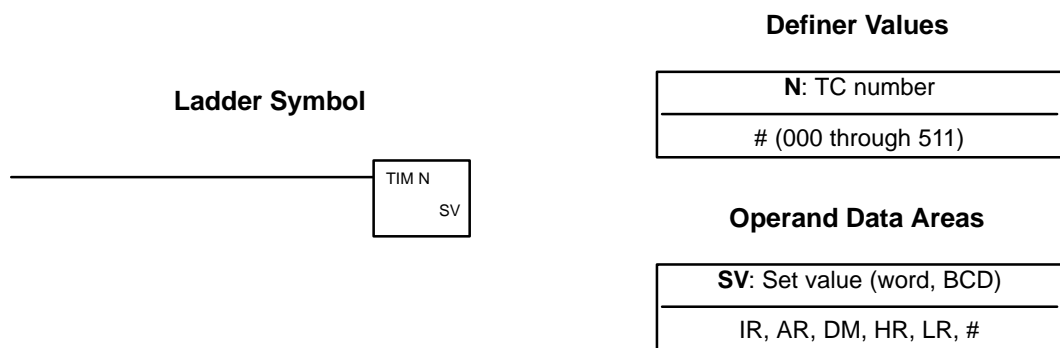 Ladder Symbol
TIM N
SV
Definer Values
N: TC number
# (000 through 511)
Operand Data Areas
SV: Set value (word, BCD)
IR, AR, DM, HR, LR, #